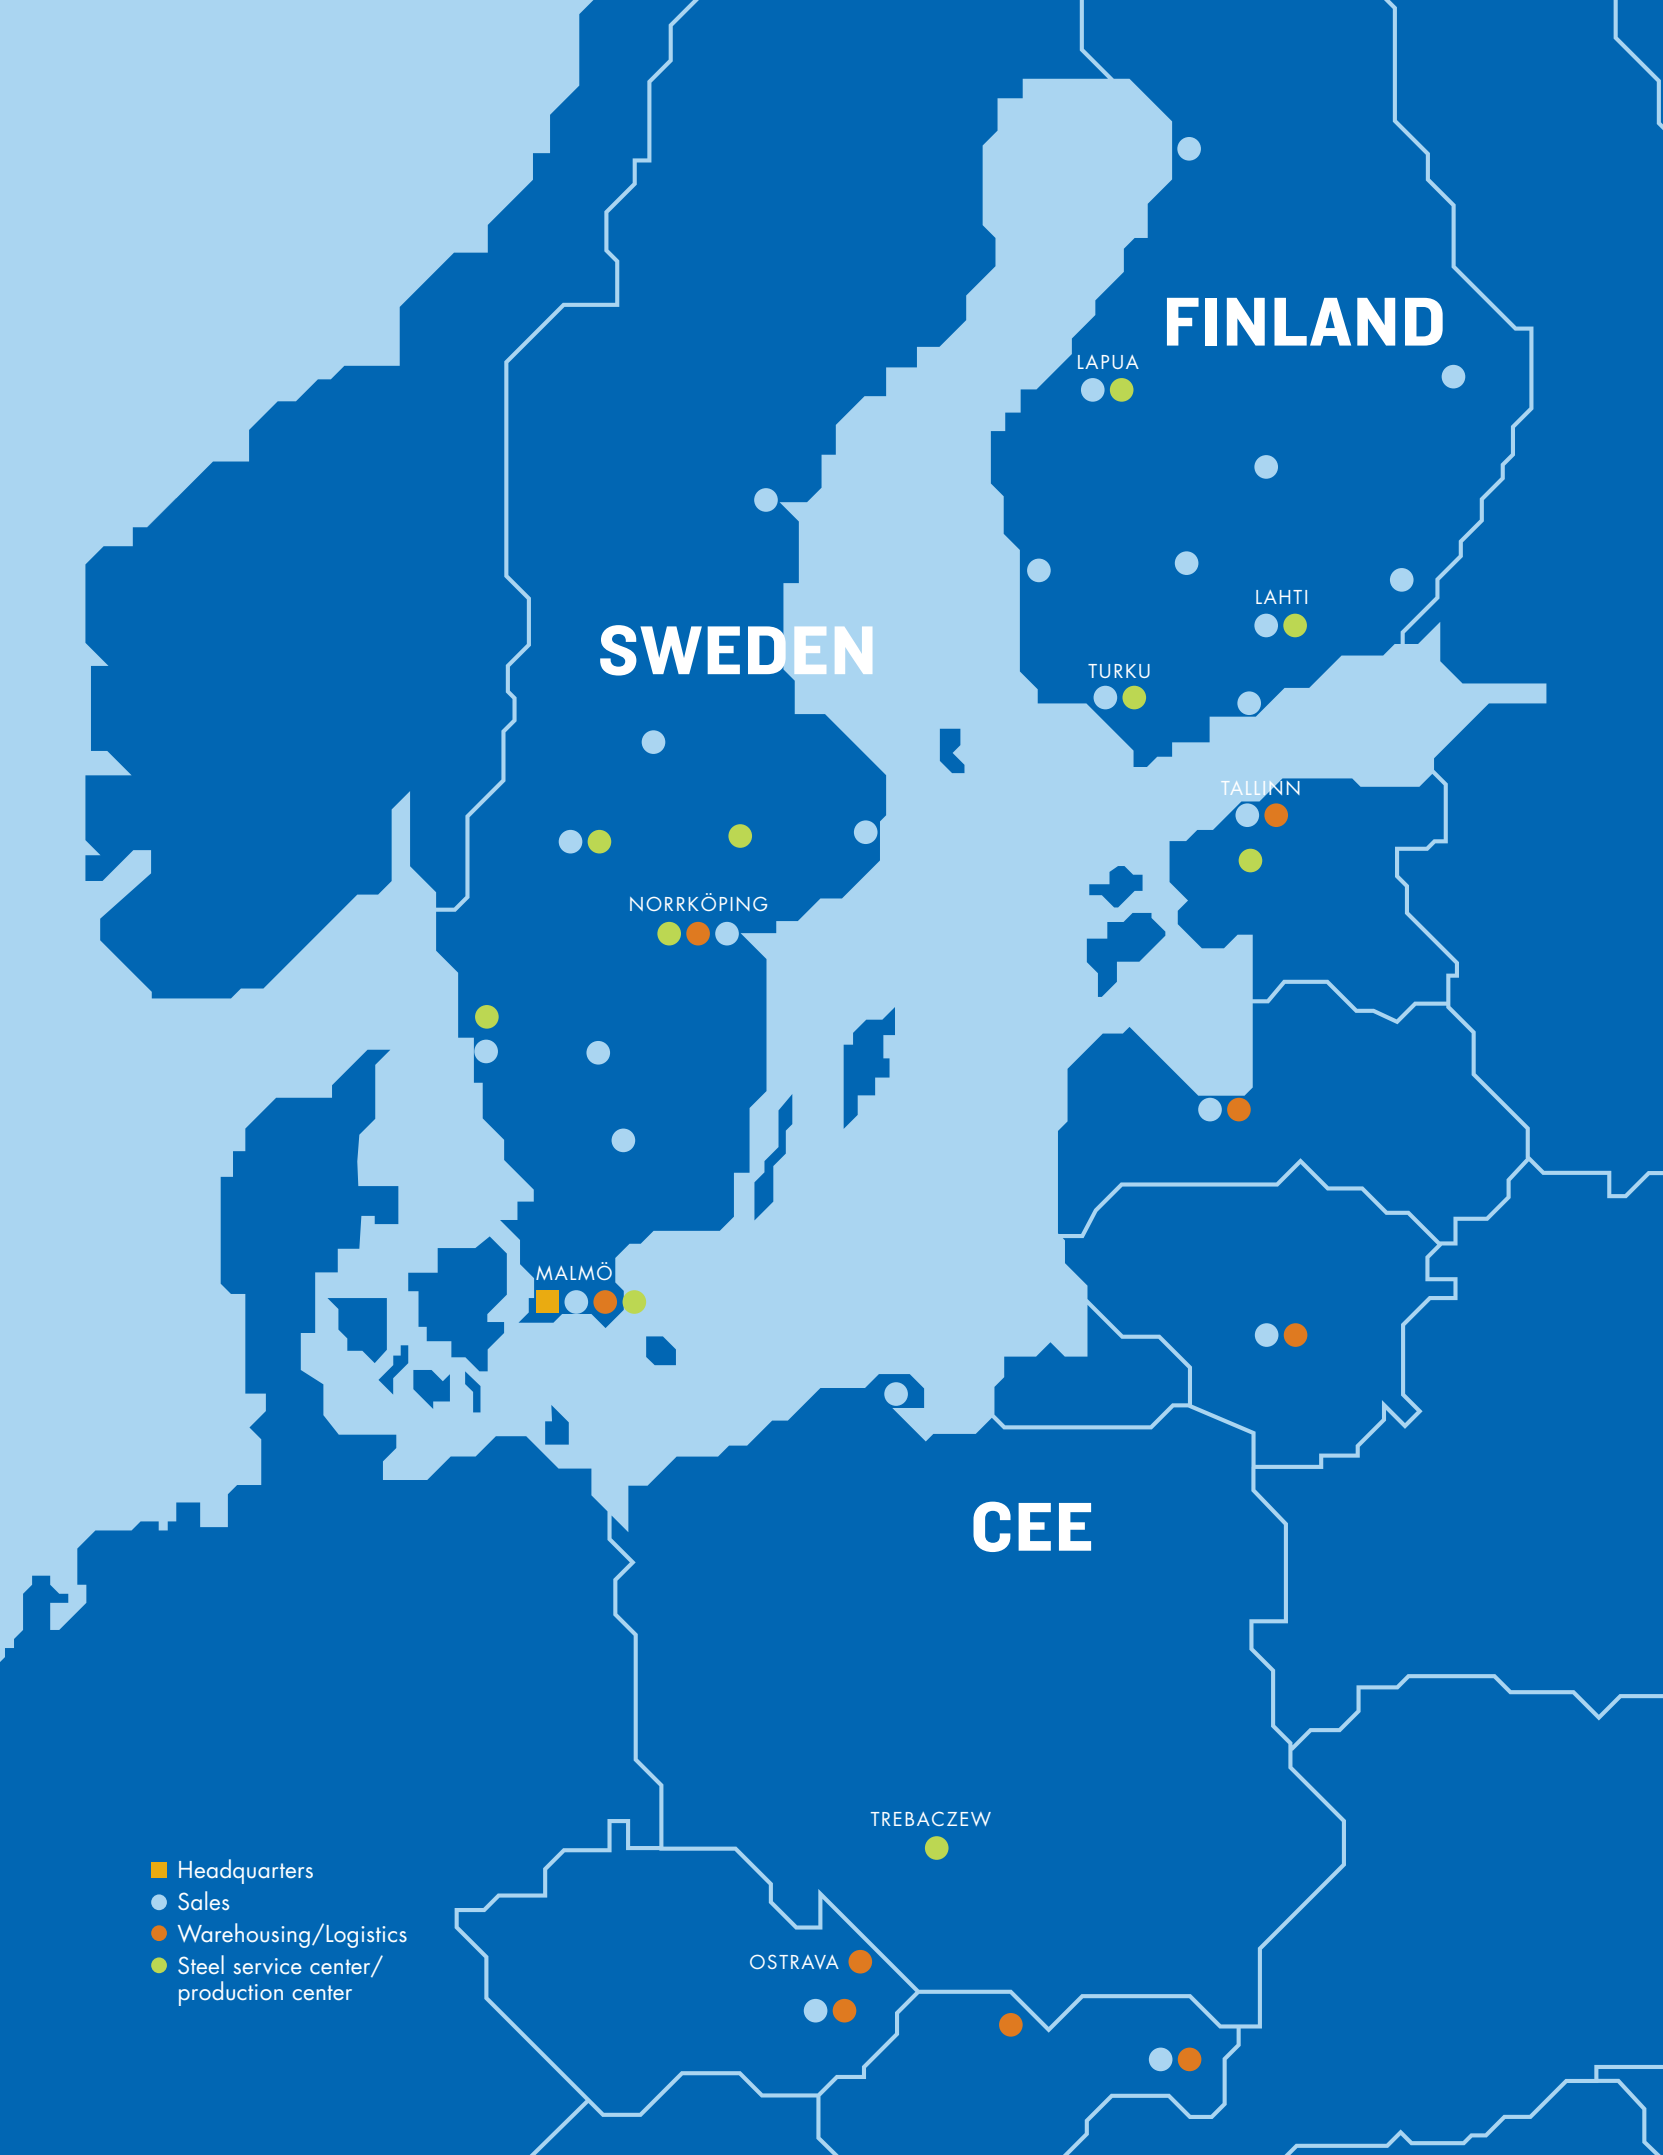 FINLAND
LAPUA
LAHTI
SWEDEN
TURKU
TALLINN
NORRKÖPING
MALMÖ
CEE
TREBACZEW
OSTRAVA
Headquarters
Sales
Warehousing/Logistics
Steel service center/
production center